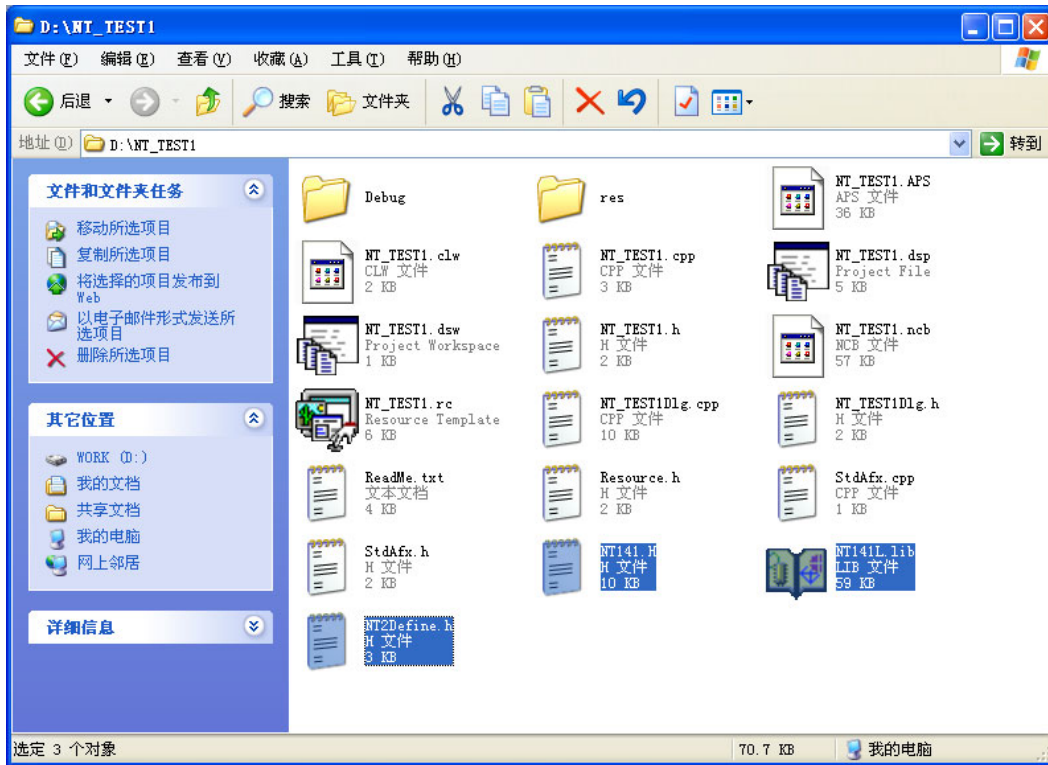 D:\NT_TEST1
文件(F) 编辑(E) 查看(V) 收藏(A) 工具(T) 帮助(H)
后退 搜索 文件夹
地址(D) D:\NT_TEST1 转到
文件和文件夹任务
移动所选项目
复制所选项目
将选择的项目发布到
Web
以电子邮件形式发送所
选项目
删除所选项目
其它位置
WORK (D:)
我的文档
共享文档
我的电脑
网上邻居
详细信息
Debug
res
NT_TEST1.APS
APS 文件
36 KB
NT_TEST1.clw
CLW 文件
2 KB
NT_TEST1.cpp
CPP 文件
3 KB
NT_TEST1.dsp
Project File
5 KB
NT_TEST1.dsw
Project Workspace
1 KB
NT_TEST1.h
H 文件
2 KB
NT_TEST1.ncb
NCB 文件
57 KB
NT_TEST1.rc
Resource Template
6 KB
NT_TEST1Dlg.cpp
CPP 文件
10 KB
NT_TEST1Dlg.h
H 文件
2 KB
ReadMe.txt
文本文档
4 KB
Resource.h
H 文件
2 KB
StdAfx.cpp
CPP 文件
1 KB
StdAfx.h
H 文件
2 KB
NT141.H
H 文件
10 KB
NT141L.lib
LIB 文件
59 KB
NT2Define.h
H 文件
3 KB
选定 3 个对象 70.7 KB 我的电脑